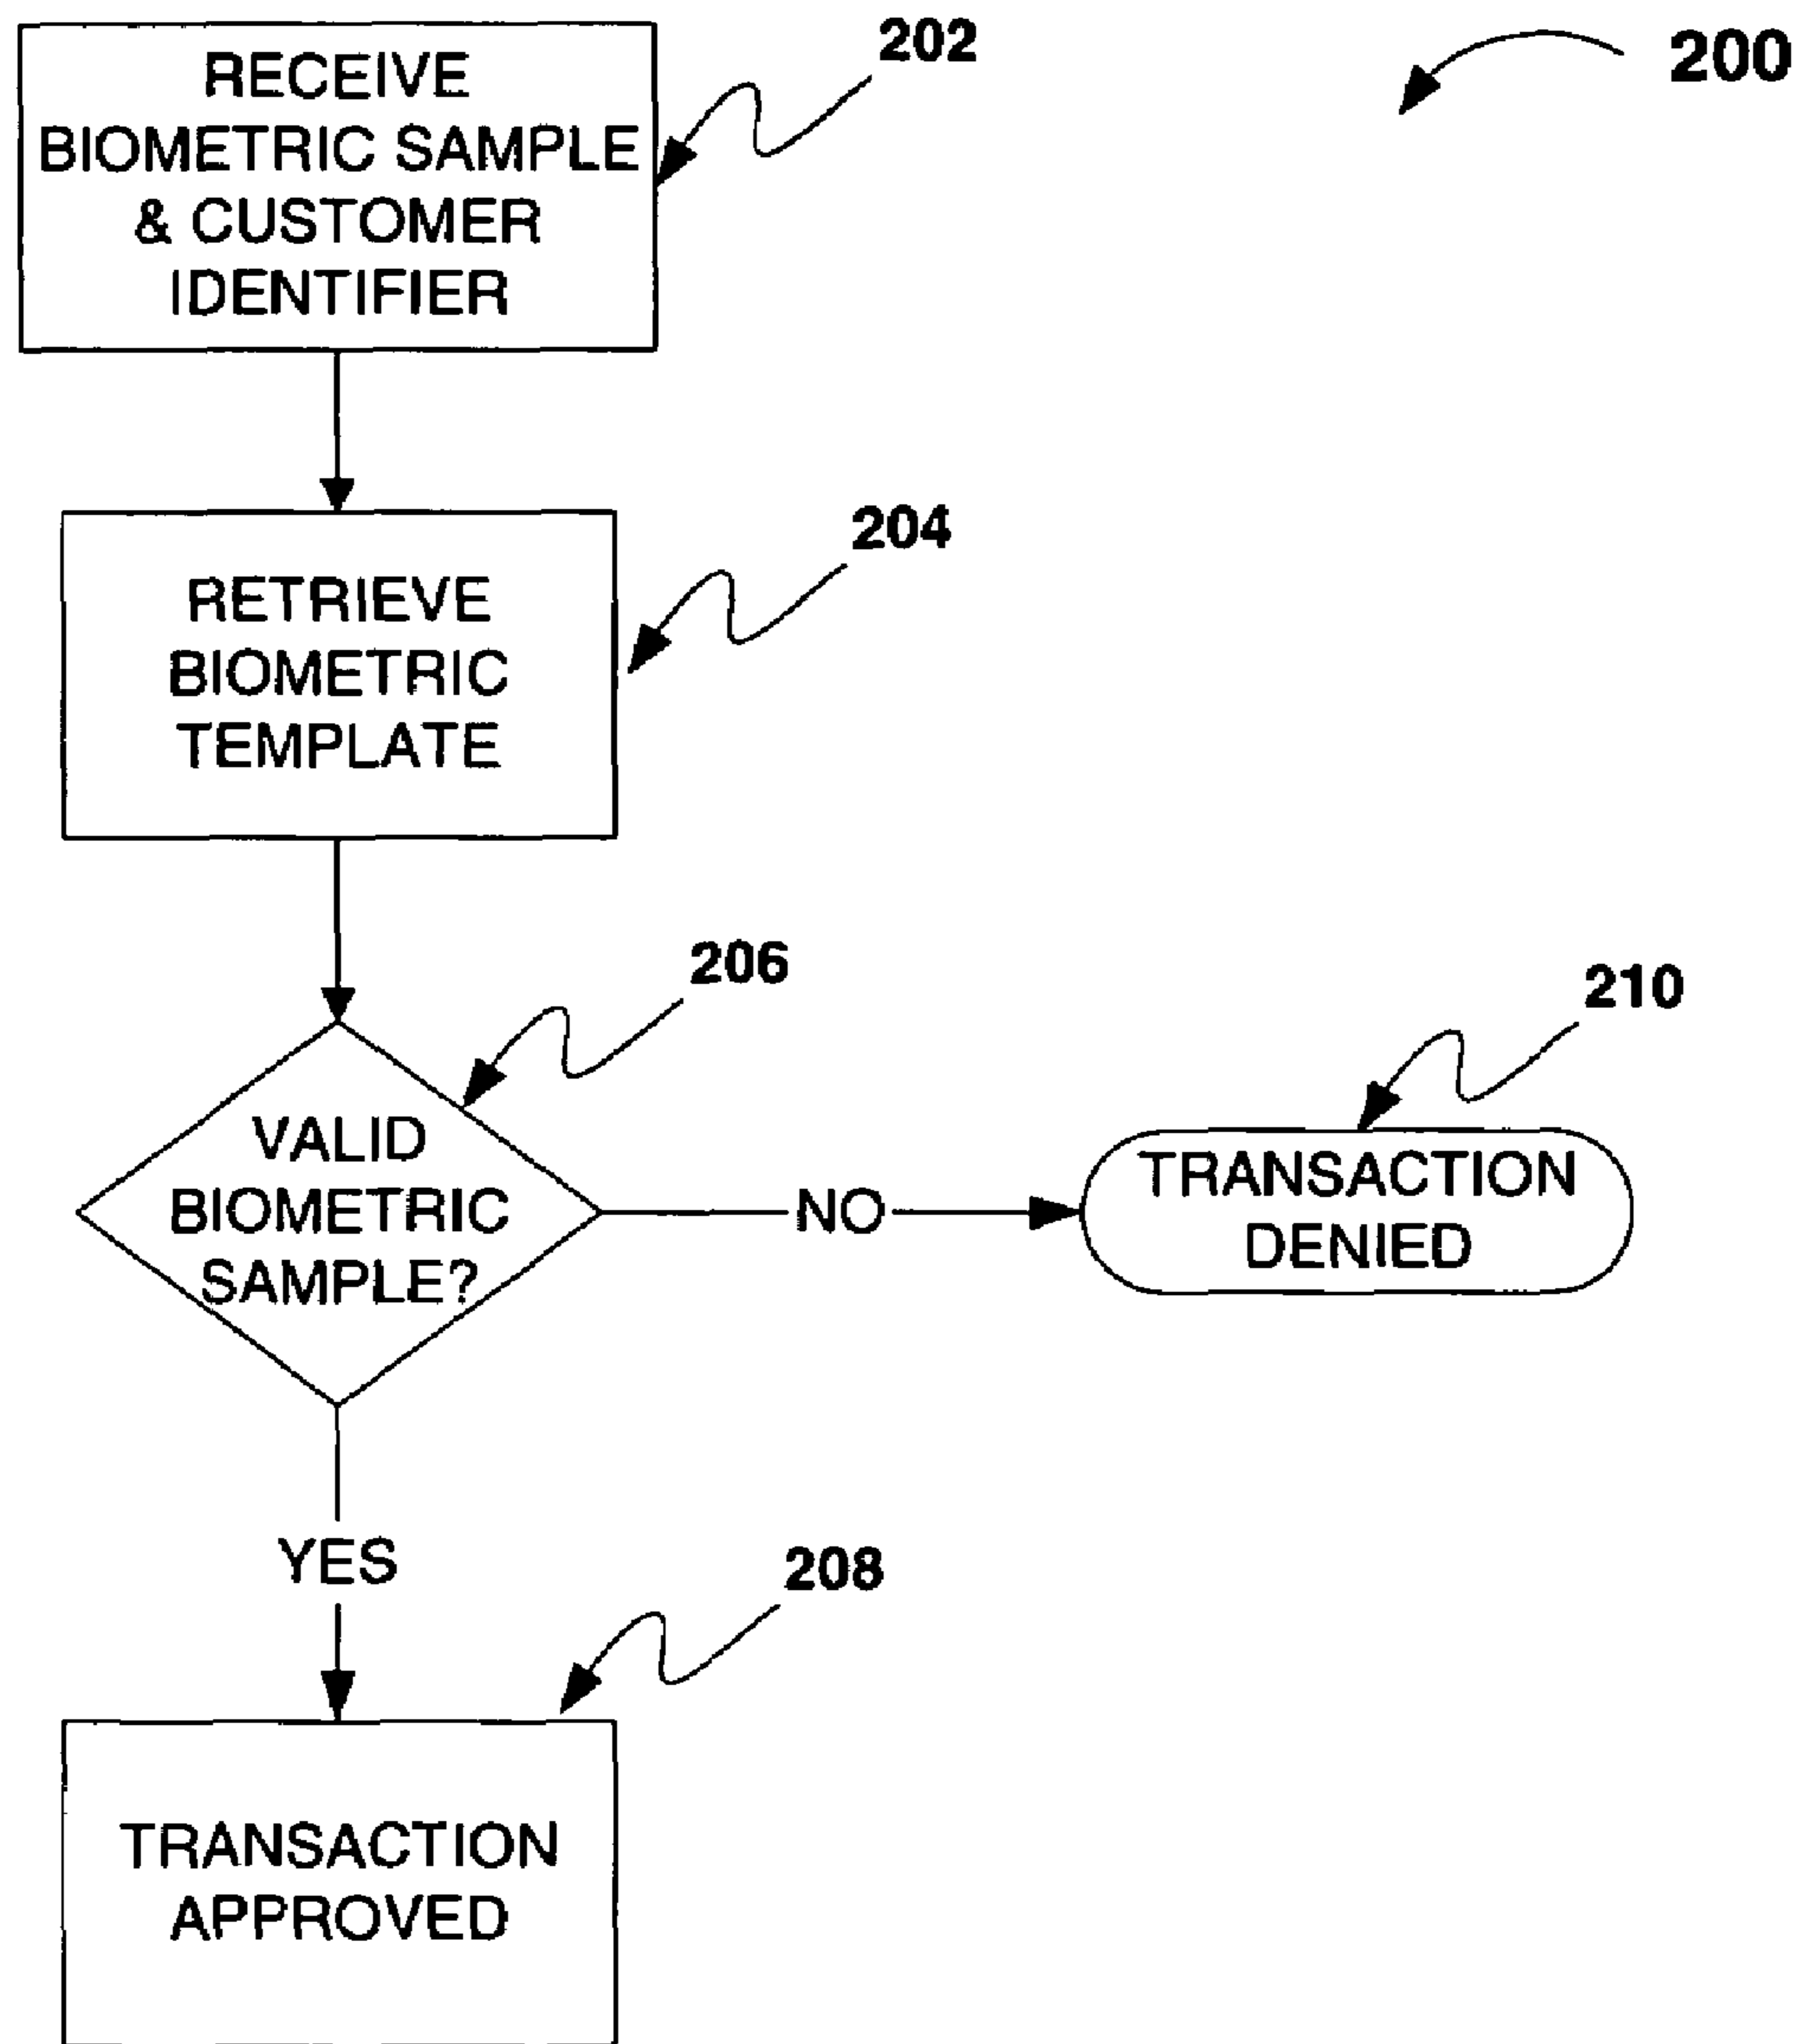 200
202
RECEIVE
BIOMETRIC SAMPLE
& CUSTOMER
IDENTIFIER
204
RETRIEVE
BIOMETRIC
TEMPLATE
206
VALID
BIOMETRIC
SAMPLE?
NO
210
TRANSACTION
DENIED
YES
208
TRANSACTION
APPROVED